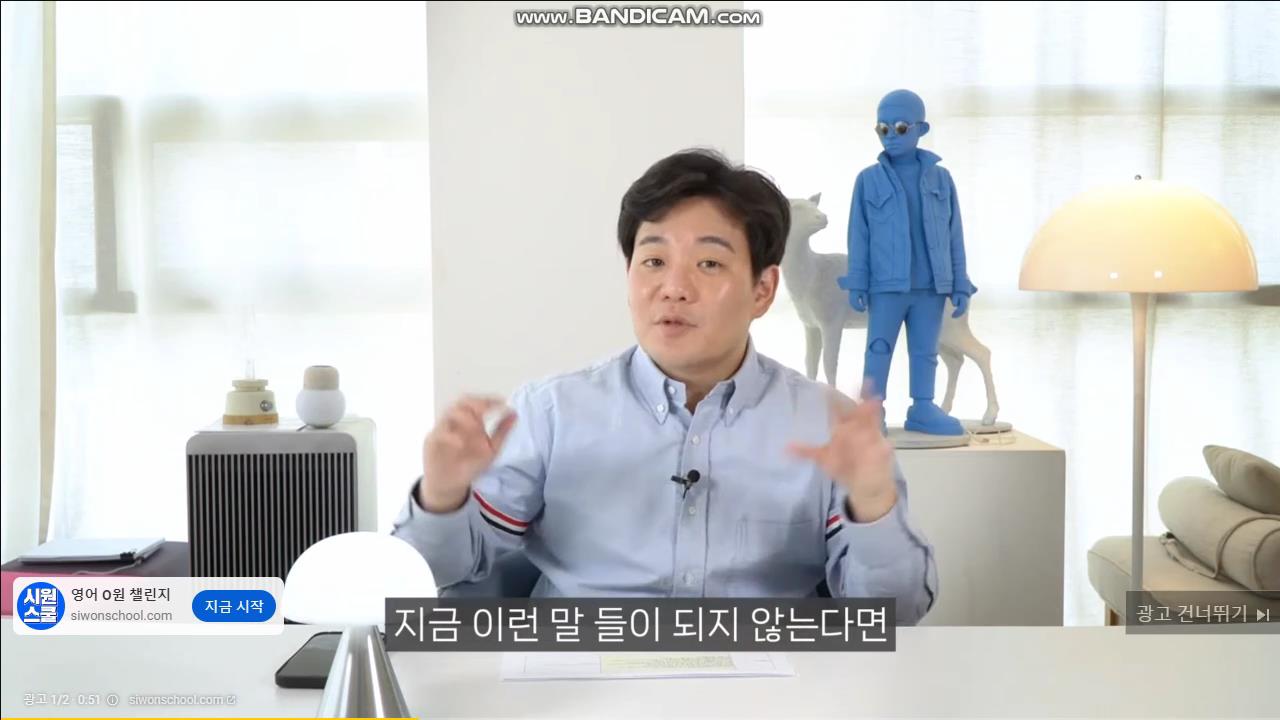 www.BANDICAM.com
시원
스쿨
영어 0원 챌린지
siwonschool.com
지금 시작
지금 이런 말 들이 되지 않는다면
광고 건너뛰기
광고 1/2 · 0:51
siwonschool.com